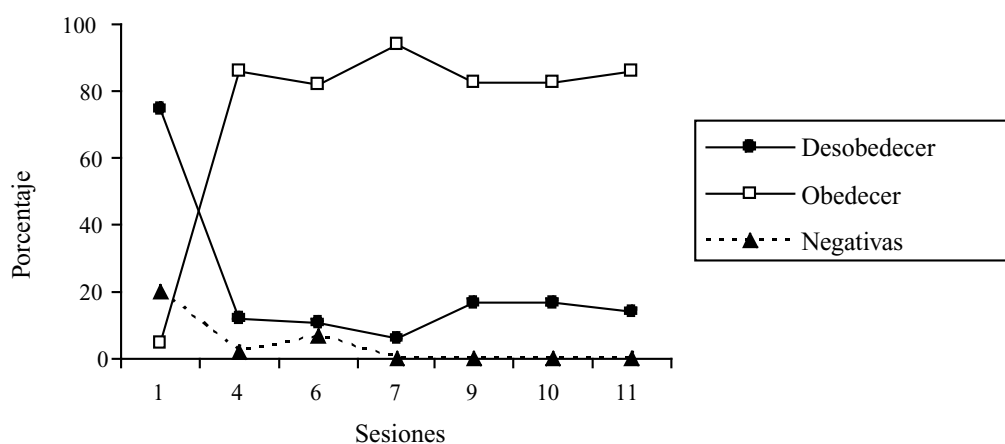 100
80
60
40
20
0
Porcentaje
1 4 6 7 9 10 11
Sesiones
Desobedecer
Obedecer
Negativas